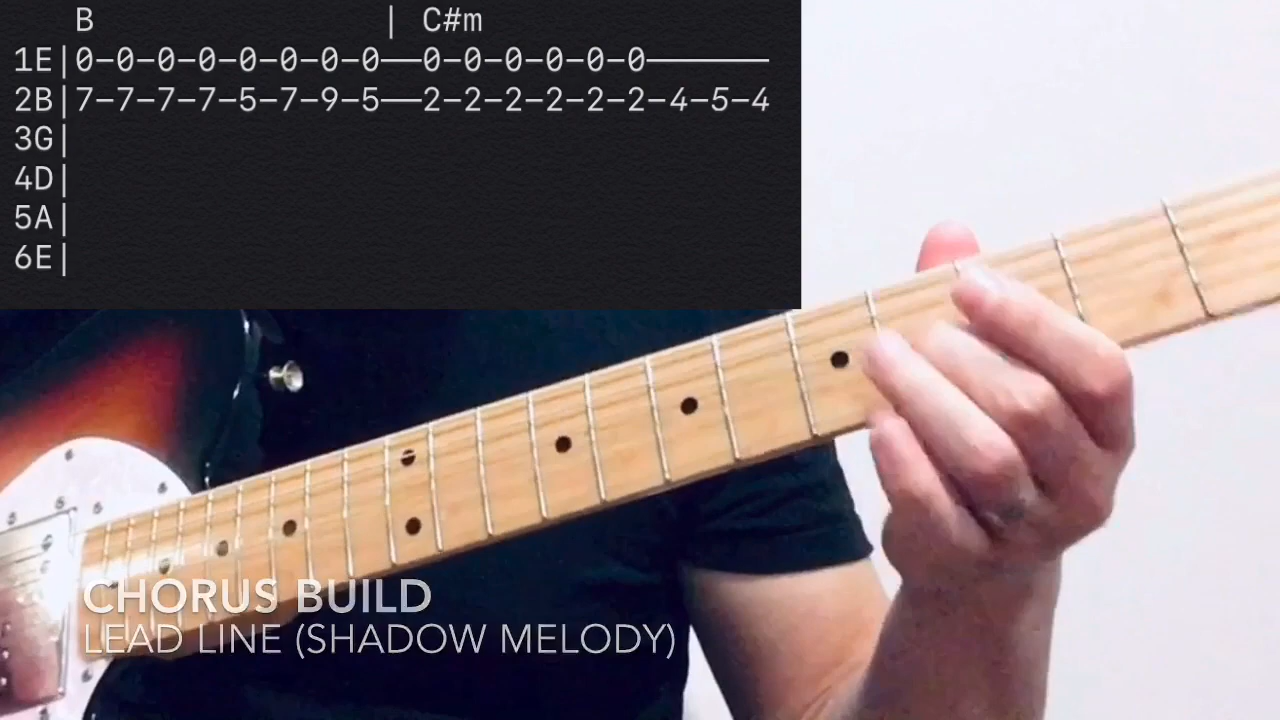 B | C#m
1E|0–0–0–0–0–0–0–0——0–0–0–0–0–0———————
2B|7–7–7–7–5–7–9–5——2–2–2–2–2–2–4–5–4
3G|
4D|
5A|
6E|
CHORUS BUILD
LEAD LINE (SHADOW MELODY)